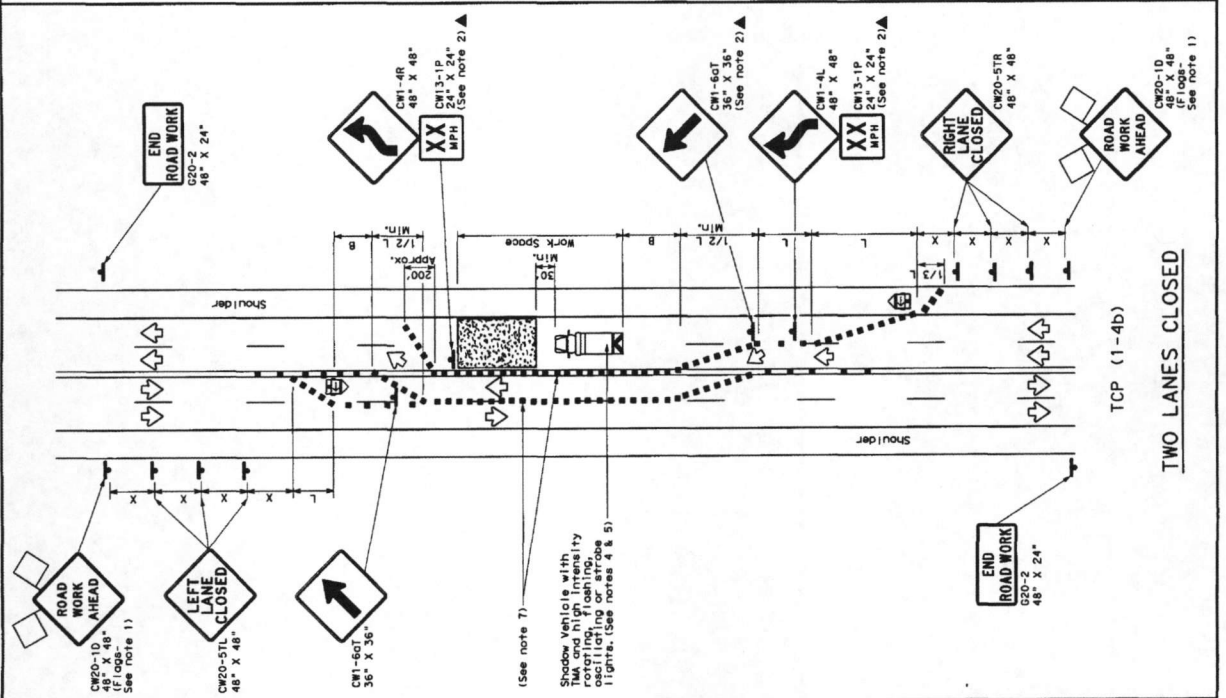 CW20-1D
48" X 48"
(Flags-
See note 1)
ROAD
WORK
AHEAD
CW20-5TL
48" X 48"
LEFT
LANE
CLOSED
CW1-6aT
36" X 36"
(See note 7)
Shadow Vehicle with
TMA and high intensity
rotating, flashing,
oscillating or strobe
lights. (See notes 4 & 5)
END
ROAD WORK
G20-2
48" X 24"
X
X
X
X
L
Shoulder
Shoulder
END
ROAD WORK
G20-2
48" X 24"
CW1-4R
48" X 48"
XX
MPH
CW13-1P
24" X 24"
(See note 2)▲
B
1/2 L
Min.
200'
Approx.
Work Space
30'
Min.
B
1/2 L
Min.
L
L
1/3 L
X
X
X
X
CW1-6aT
36" X 36"
(See note 2)▲
CW1-4L
48" X 48"
XX
MPH
CW13-1P
24" X 24"
(See note 2)▲
RIGHT
LANE
CLOSED
CW20-5TR
48" X 48"
ROAD
WORK
AHEAD
CW20-1D
48" X 48"
(Flags-
See note 1)
TCP (1-4b)
TWO LANES CLOSED